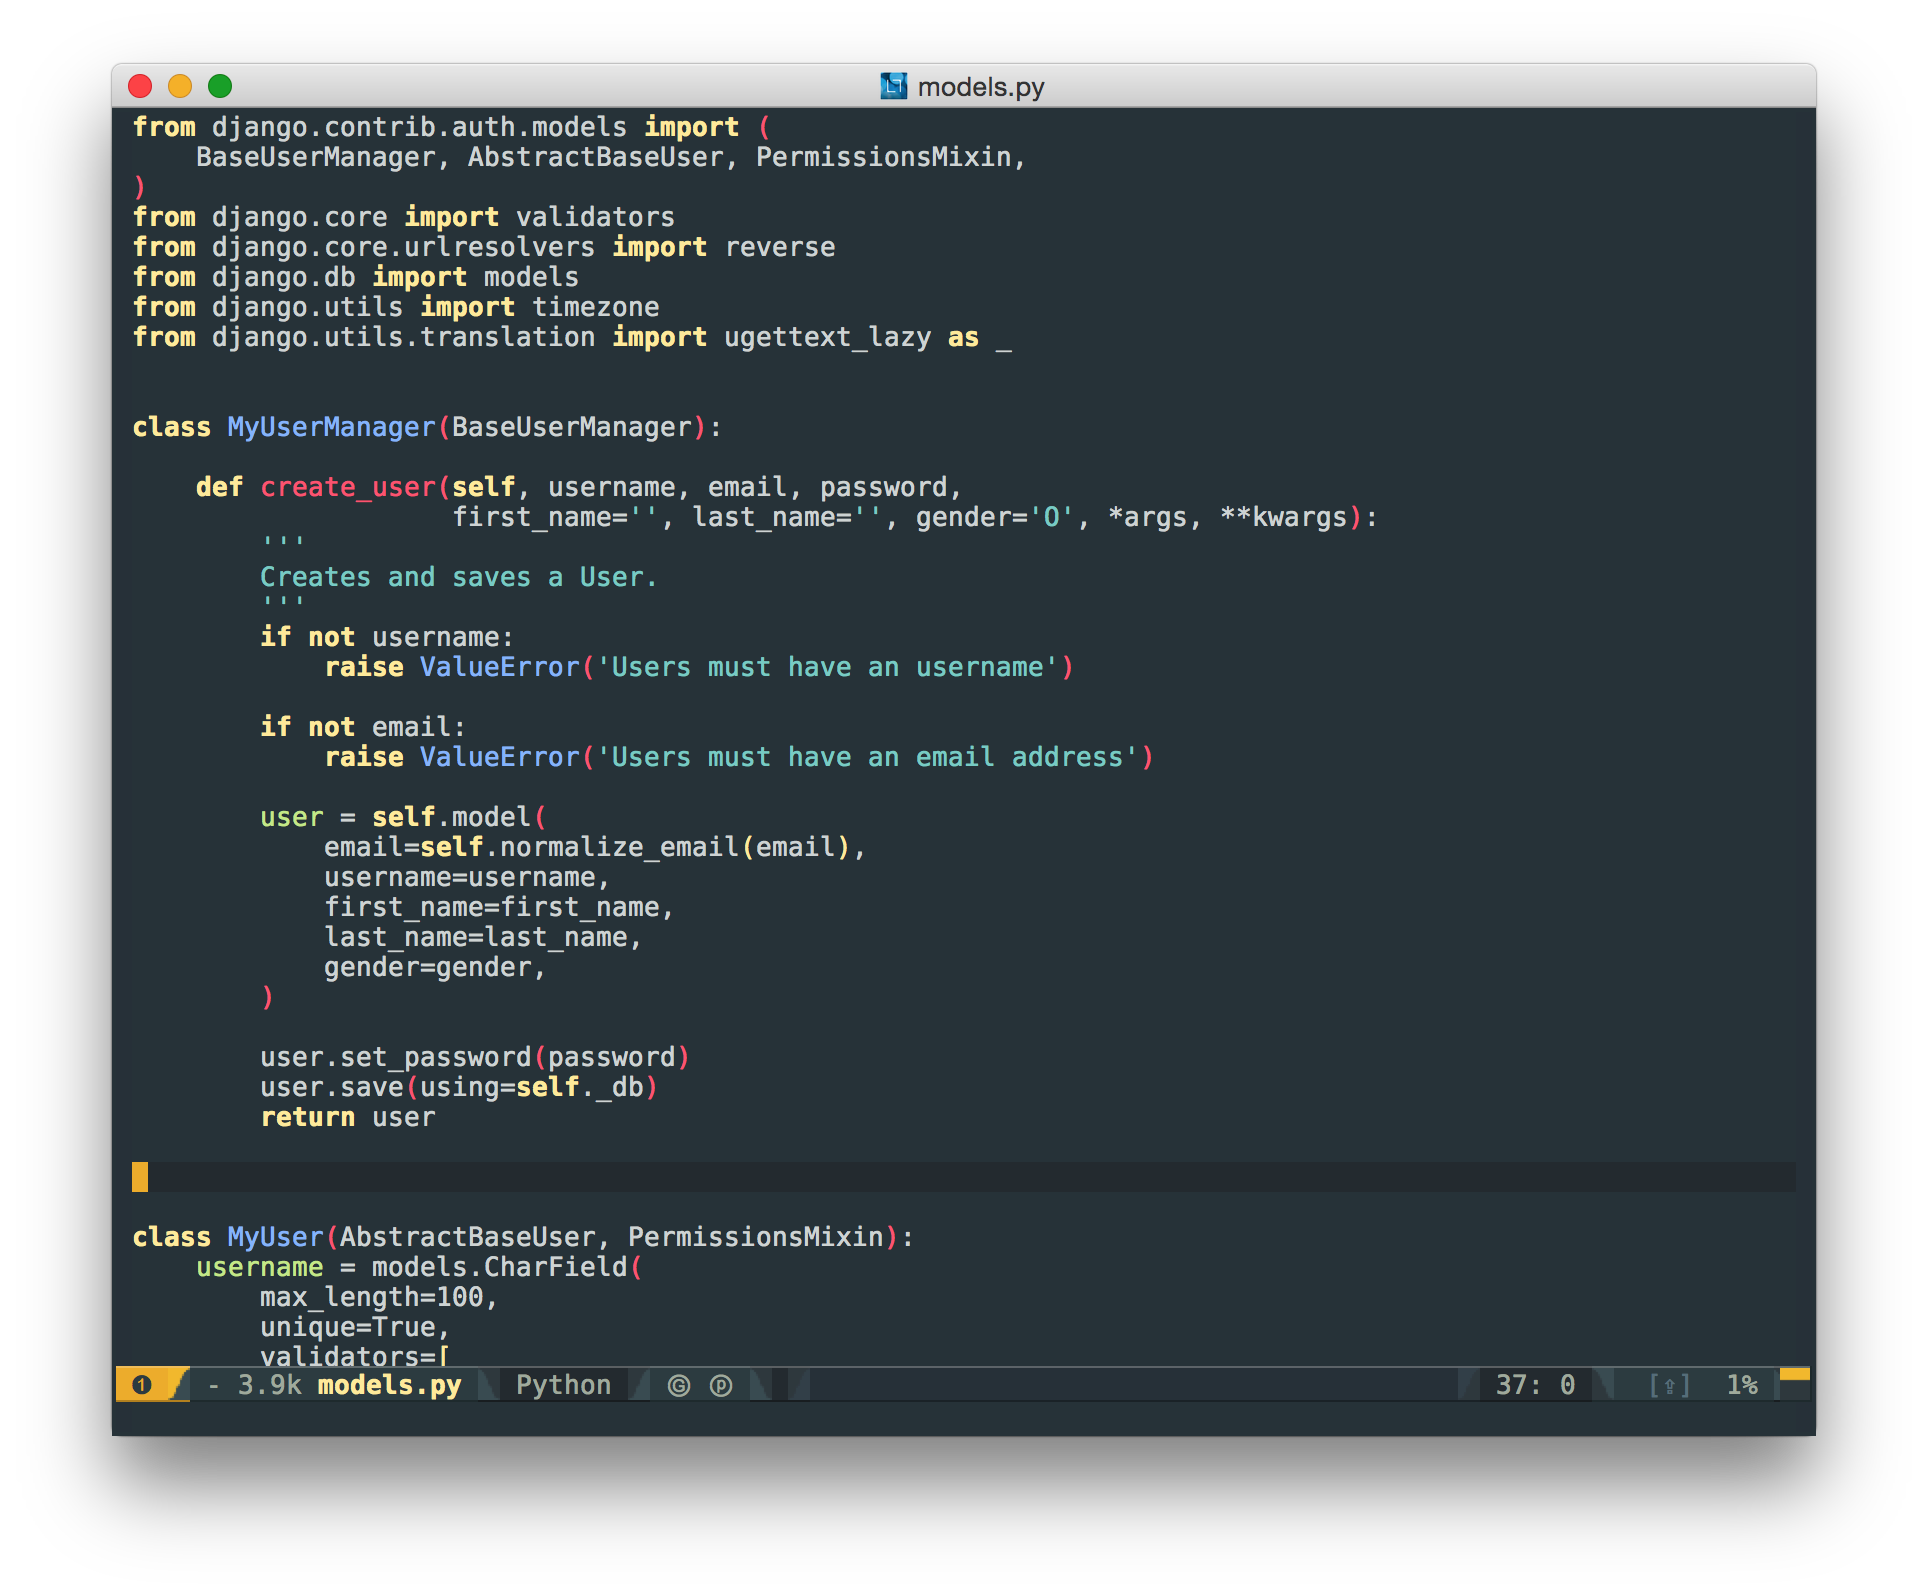 models.py
from django.contrib.auth.models import (
    BaseUserManager, AbstractBaseUser, PermissionsMixin,
)
from django.core import validators
from django.core.urlresolvers import reverse
from django.db import models
from django.utils import timezone
from django.utils.translation import ugettext_lazy as _
class MyUserManager(BaseUserManager):
    def create_user(self, username, email, password,
                    first_name='', last_name='', gender='O', *args, **kwargs):
        '''
        Creates and saves a User.
        '''
        if not username:
            raise ValueError('Users must have an username')
        if not email:
            raise ValueError('Users must have an email address')
        user = self.model(
            email=self.normalize_email(email),
            username=username,
            first_name=first_name,
            last_name=last_name,
            gender=gender,
        )
        user.set_password(password)
        user.save(using=self._db)
        return user
class MyUser(AbstractBaseUser, PermissionsMixin):
    username = models.CharField(
        max_length=100,
        unique=True,
        validators=[
❶ - 3.9k models.py Python Ⓖ ⓟ 37: 0 [⇪] 1%